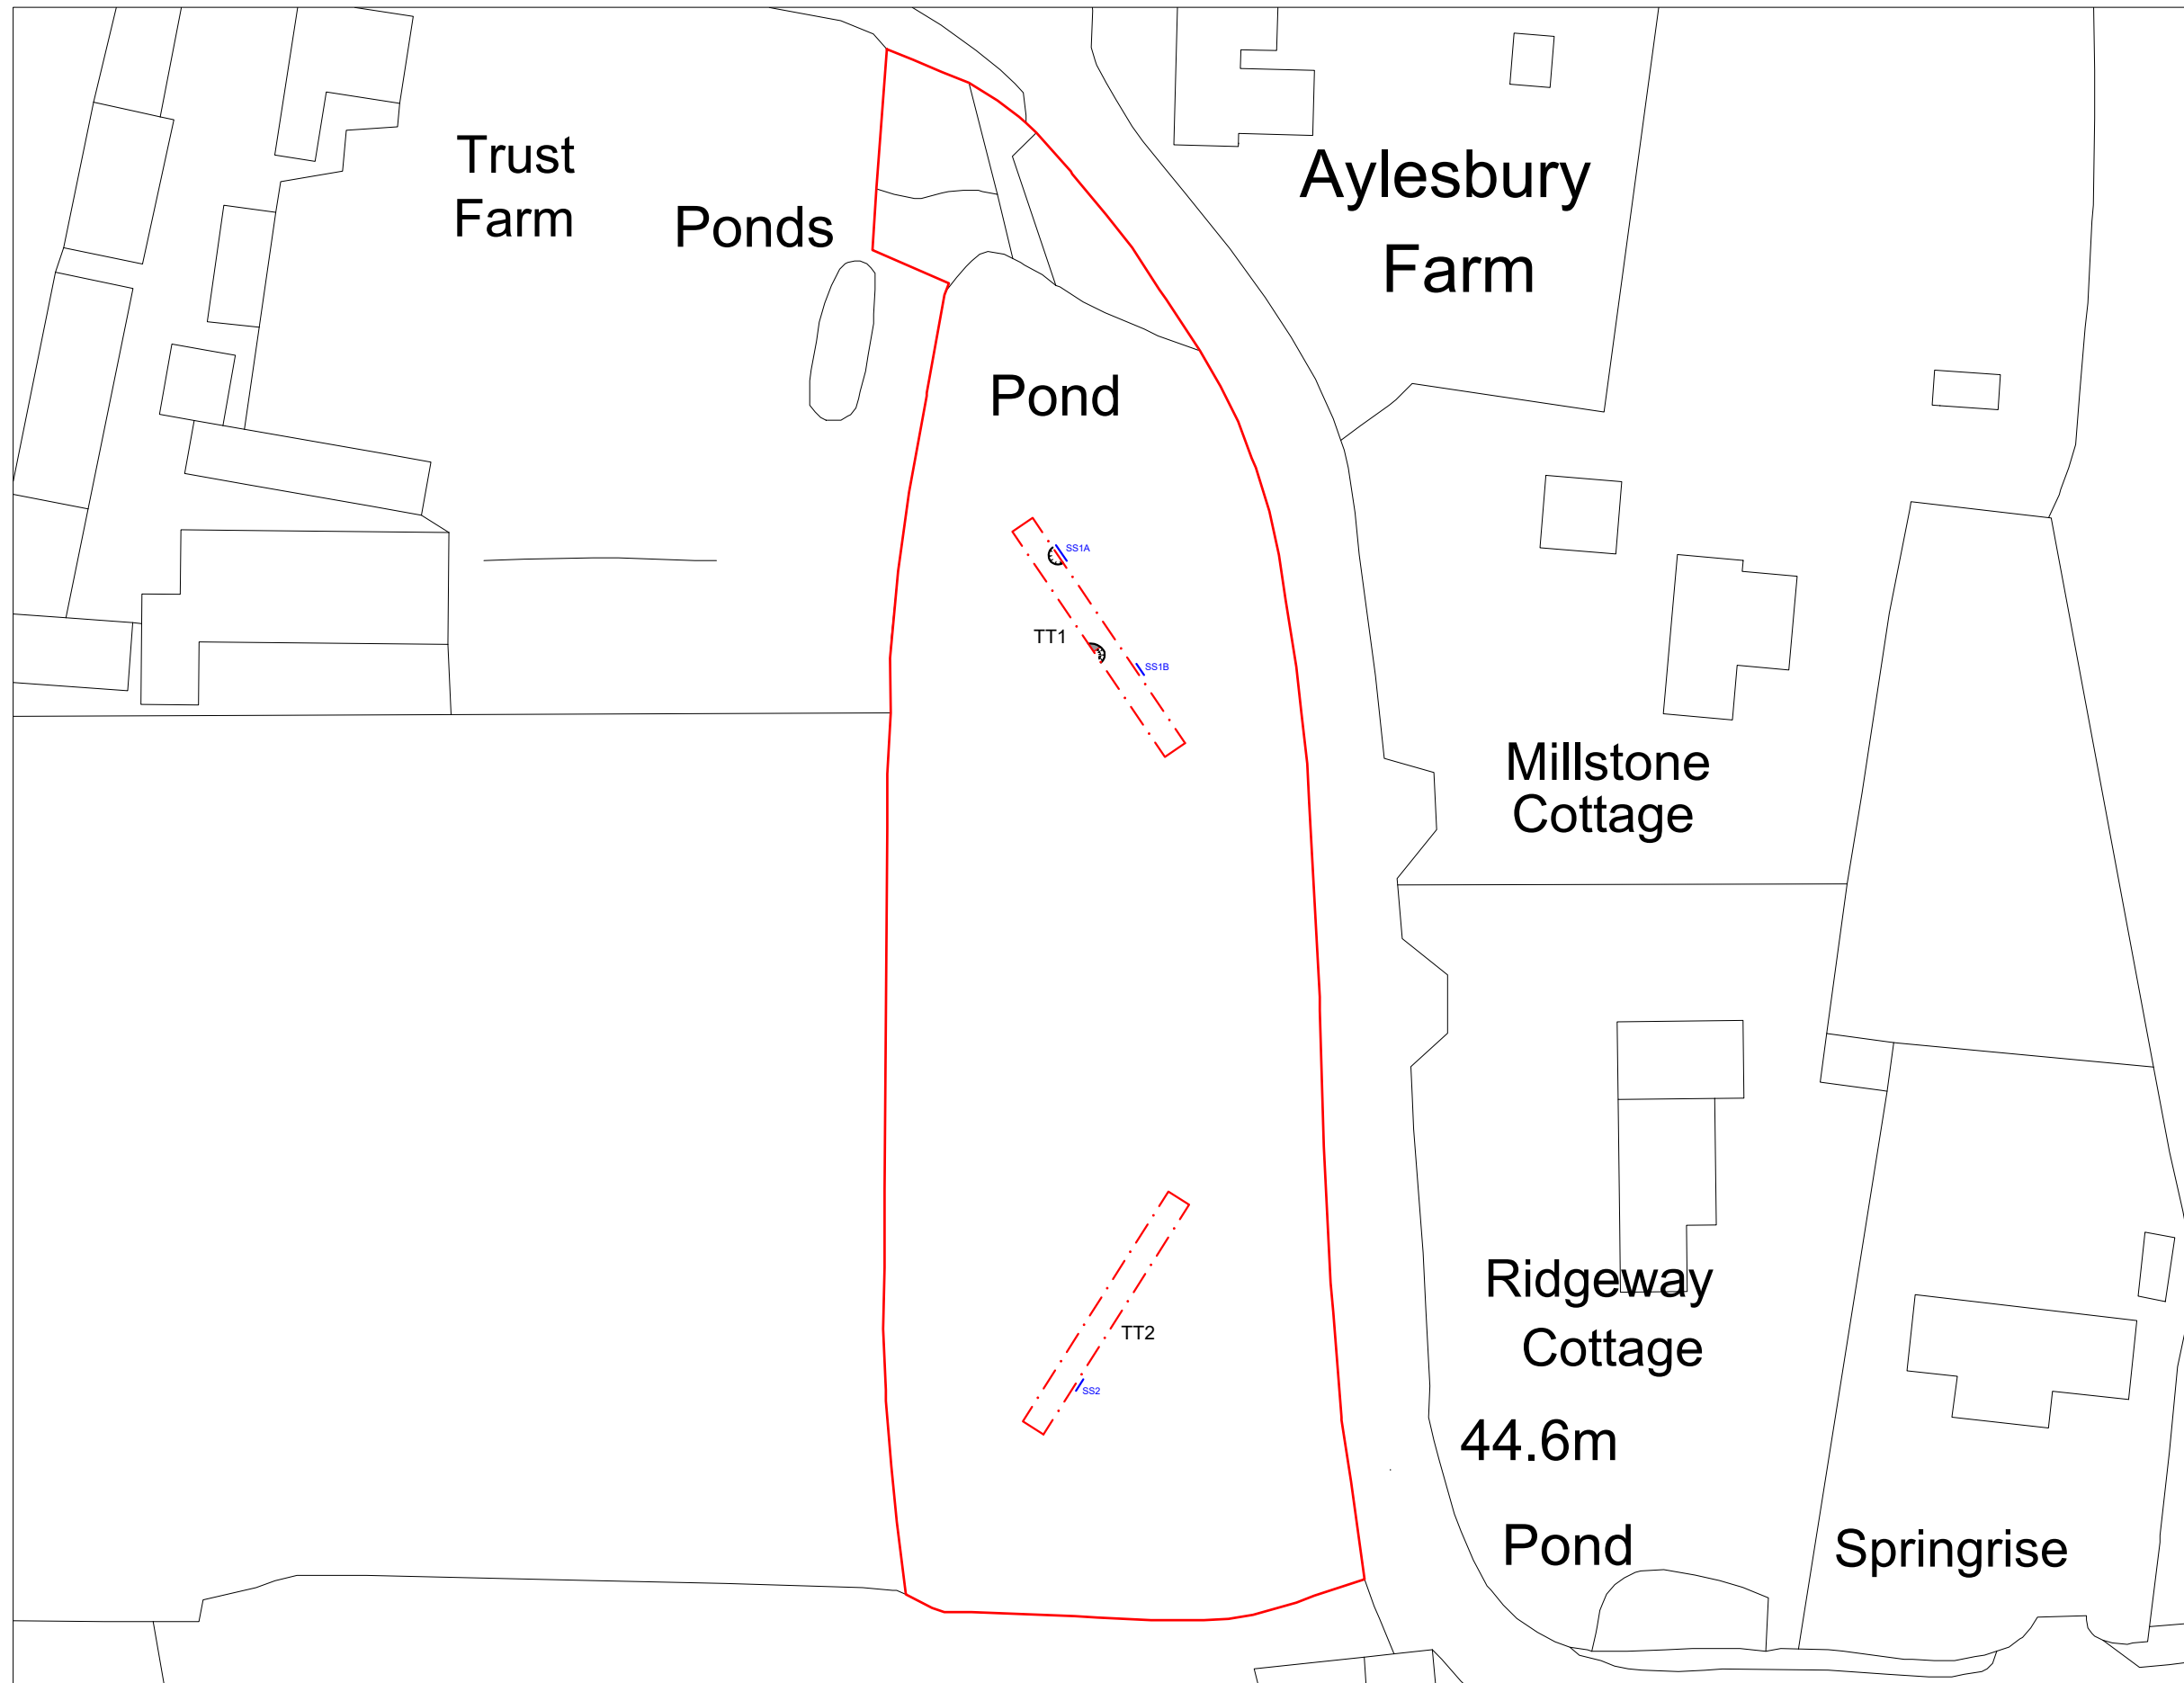 Trust
Farm
Ponds
Aylesbury
Farm
Pond
SS1A
TT1
SS1B
Millstone
Cottage
Ridgeway
Cottage
TT2
SS2
44.6m
Pond
Springrise